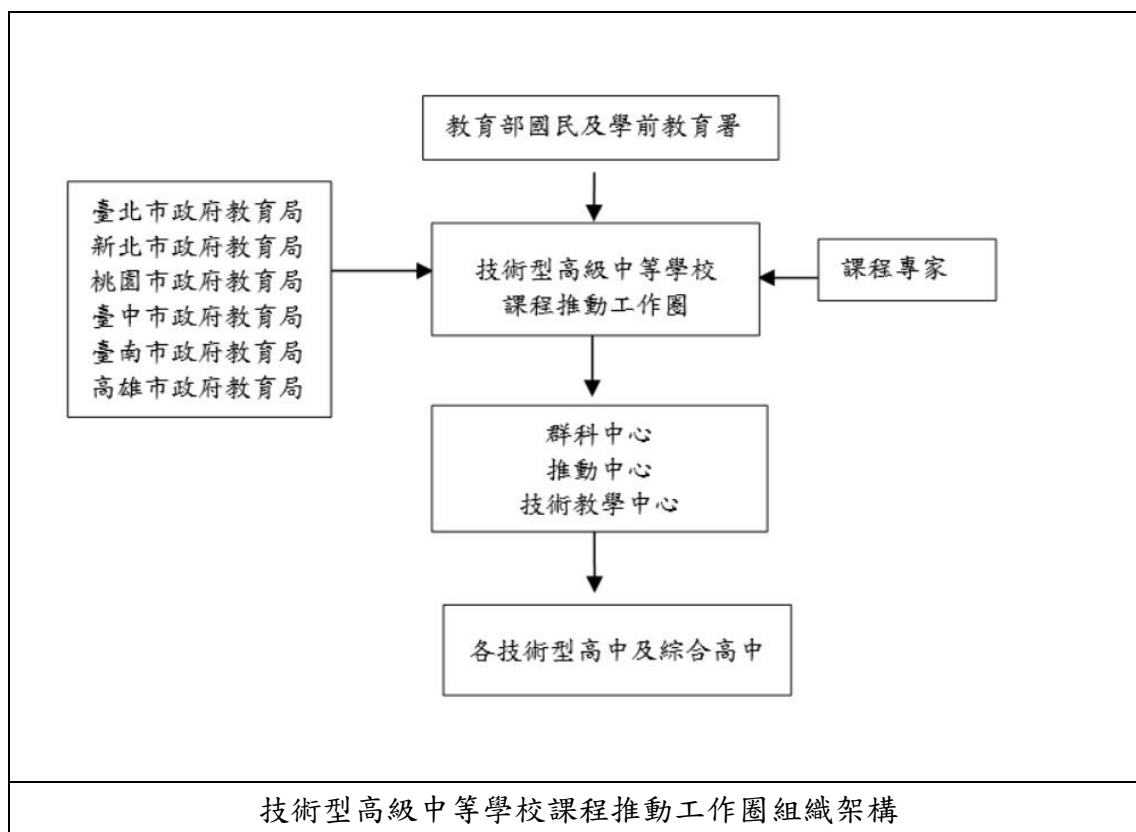 教育部國民及學前教育署
臺北市政府教育局
新北市政府教育局
桃園市政府教育局
臺中市政府教育局
臺南市政府教育局
高雄市政府教育局
技術型高級中等學校
課程推動工作圈
課程專家
群科中心
推動中心
技術教學中心
各技術型高中及綜合高中
技術型高級中等學校課程推動工作圈組織架構